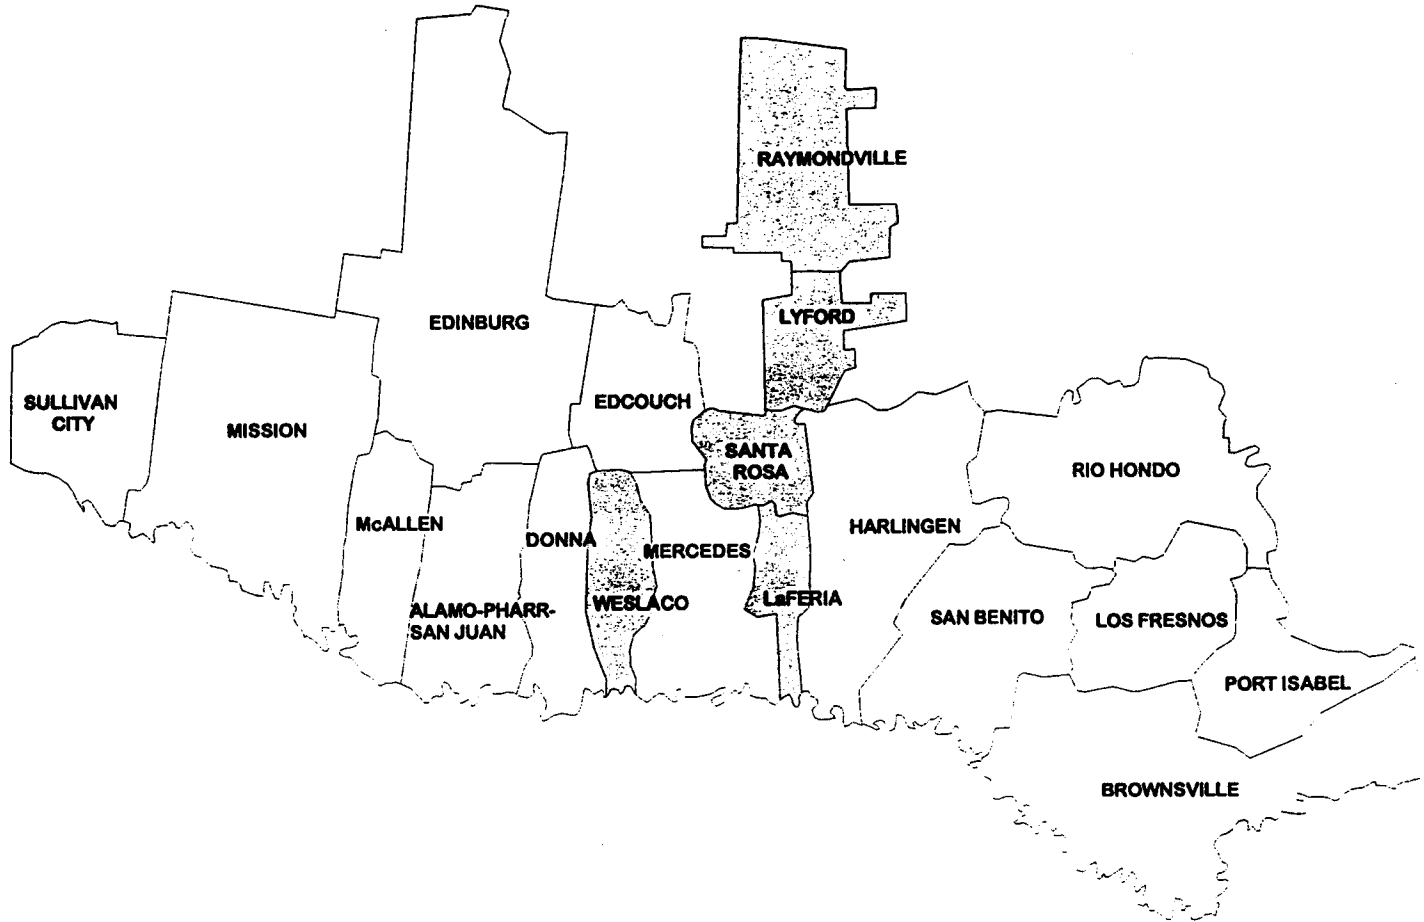 RAYMONDVILLE
LYFORD
EDINBURG
SULLIVAN
CITY
MISSION
EDCOUCH
SANTA
ROSA
RIO HONDO
McALLEN
DONNA
MERCEDES
HARLINGEN
ALAMO-PHARR-
SAN JUAN
WESLACO
LaFERIA
SAN BENITO
LOS FRESNOS
PORT ISABEL
BROWNSVILLE